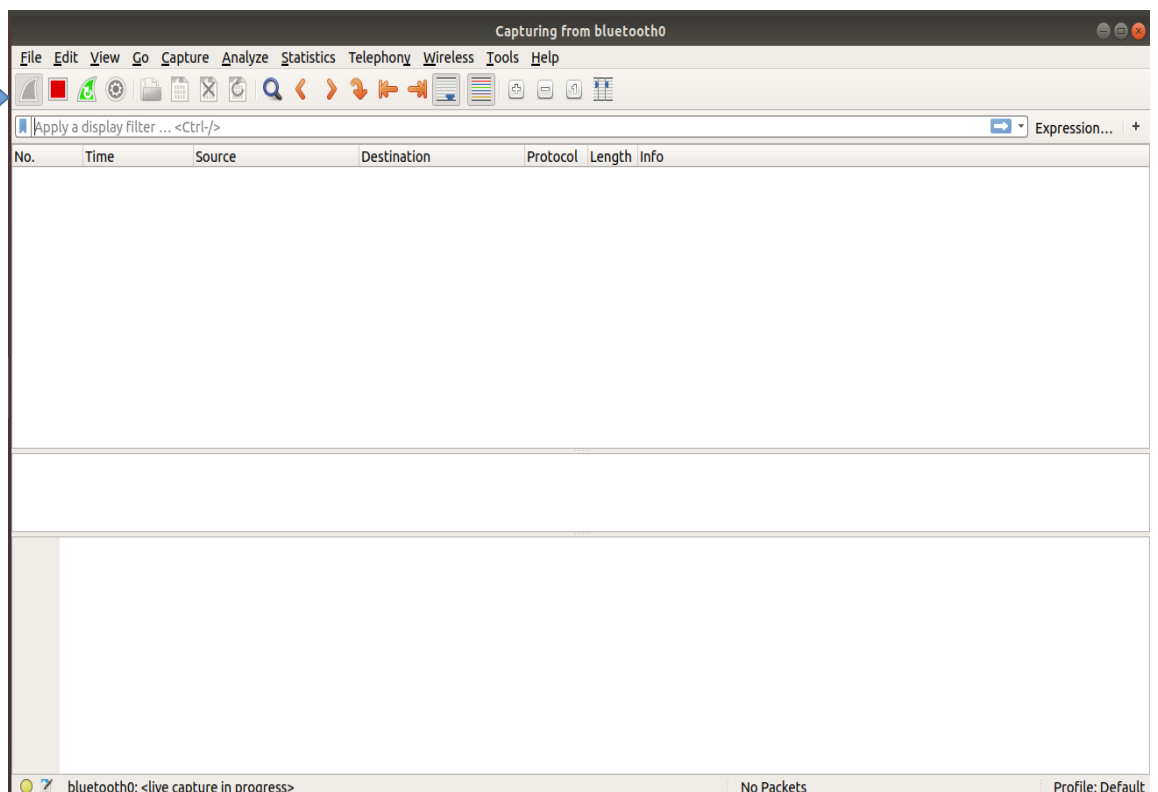 Capturing from bluetooth0
File Edit View Go Capture Analyze Statistics Telephony Wireless Tools Help
Apply a display filter ... <Ctrl-/> Expression... +
No. Time Source Destination Protocol Length Info
bluetooth0: <live capture in progress> No Packets Profile: Default